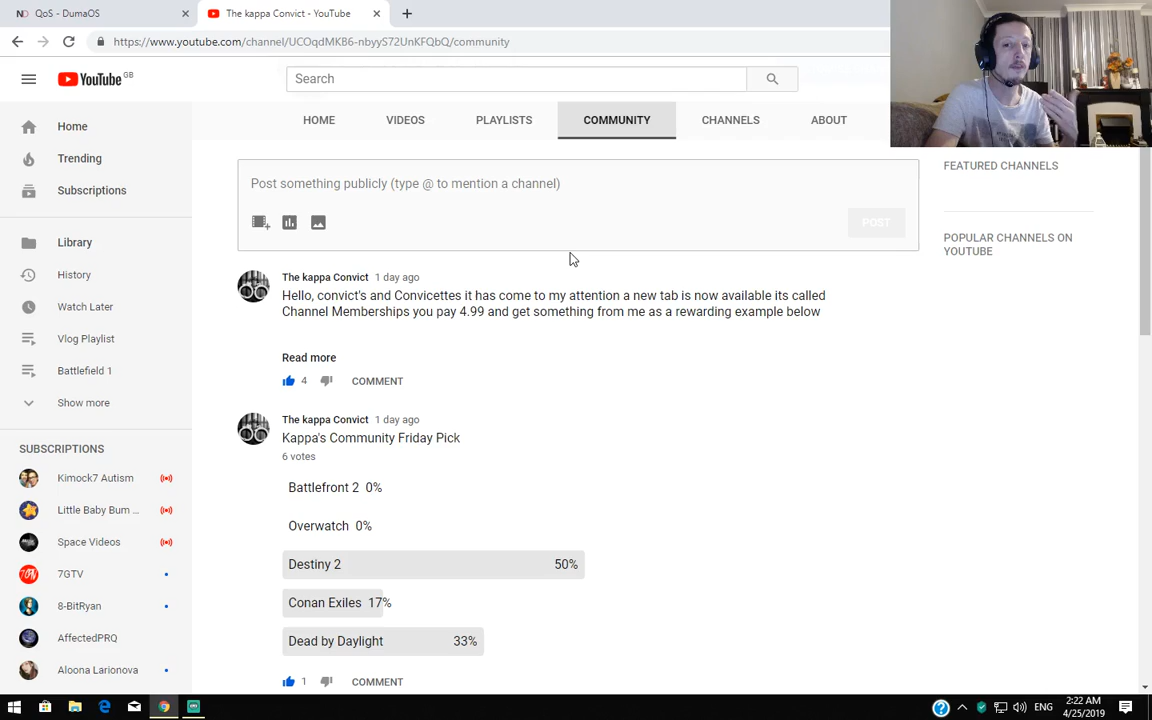 QoS - DumaOS
The kappa Convict - YouTube
https://www.youtube.com/channel/UCOqdMKB6-nbyyS72UnKFQbQ/community
YouTube GB
Search
HOME VIDEOS PLAYLISTS COMMUNITY CHANNELS ABOUT
Home
Trending
Subscriptions
Library
History
Watch Later
Vlog Playlist
Battlefield 1
Show more
SUBSCRIPTIONS
Kimock7 Autism
Little Baby Bum ...
Space Videos
7GTV
8-BitRyan
AffectedPRQ
Aloona Larionova
Post something publicly (type @ to mention a channel)
POST
The kappa Convict 1 day ago
Hello, convict's and Convicettes it has come to my attention a new tab is now available its called
Channel Memberships you pay 4.99 and get something from me as a rewarding example below
Read more
4 COMMENT
The kappa Convict 1 day ago
Kappa's Community Friday Pick
6 votes
Battlefront 2 0%
Overwatch 0%
Destiny 2 50%
Conan Exiles 17%
Dead by Daylight 33%
1 COMMENT
FEATURED CHANNELS
POPULAR CHANNELS ON
YOUTUBE
ENG
2:22 AM
4/25/2019